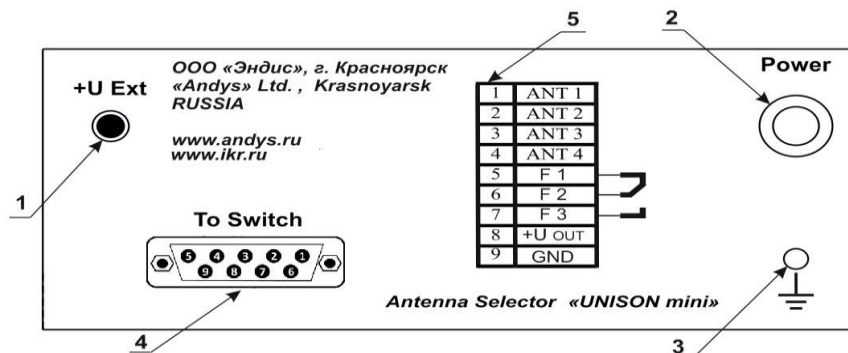 5
2
ООО «Эндис», г. Красноярск
«Andys» Ltd. , Krasnoyarsk
RUSSIA
www.andys.ru
www.ikr.ru
+U Ext
Power
1 ANT 1
2 ANT 2
3 ANT 3
4 ANT 4
5 F 1
6 F 2
7 F 3
8 +U OUT
9 GND
1
To Switch
5 4 3 2 1
9 8 7 6
Antenna Selector «UNISON mini»
4
3